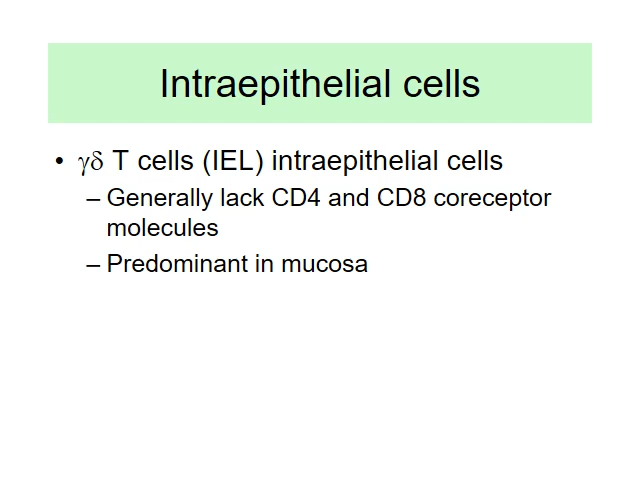 Intraepithelial cells
• γδ T cells (IEL) intraepithelial cells
– Generally lack CD4 and CD8 coreceptor
molecules
– Predominant in mucosa